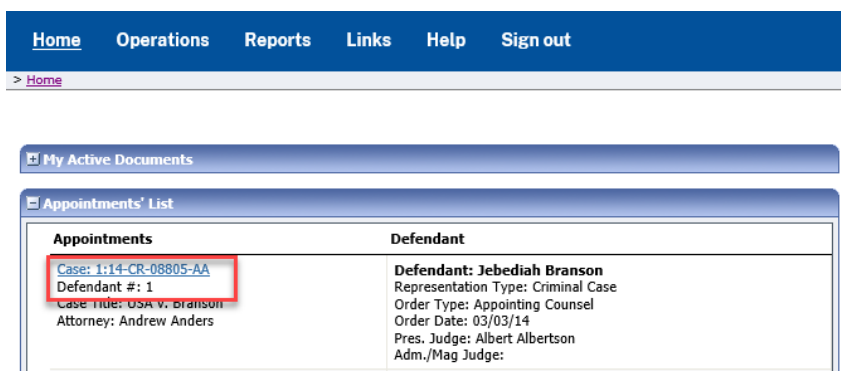 Home Operations Reports Links Help Sign out
> Home
My Active Documents
Appointments' List
Appointments Defendant
Case: 1:14-CR-08805-AA
Defendant #: 1
Case Title: USA v. Branson
Attorney: Andrew Anders
Defendant: Jebediah Branson
Representation Type: Criminal Case
Order Type: Appointing Counsel
Order Date: 03/03/14
Pres. Judge: Albert Albertson
Adm./Mag Judge: